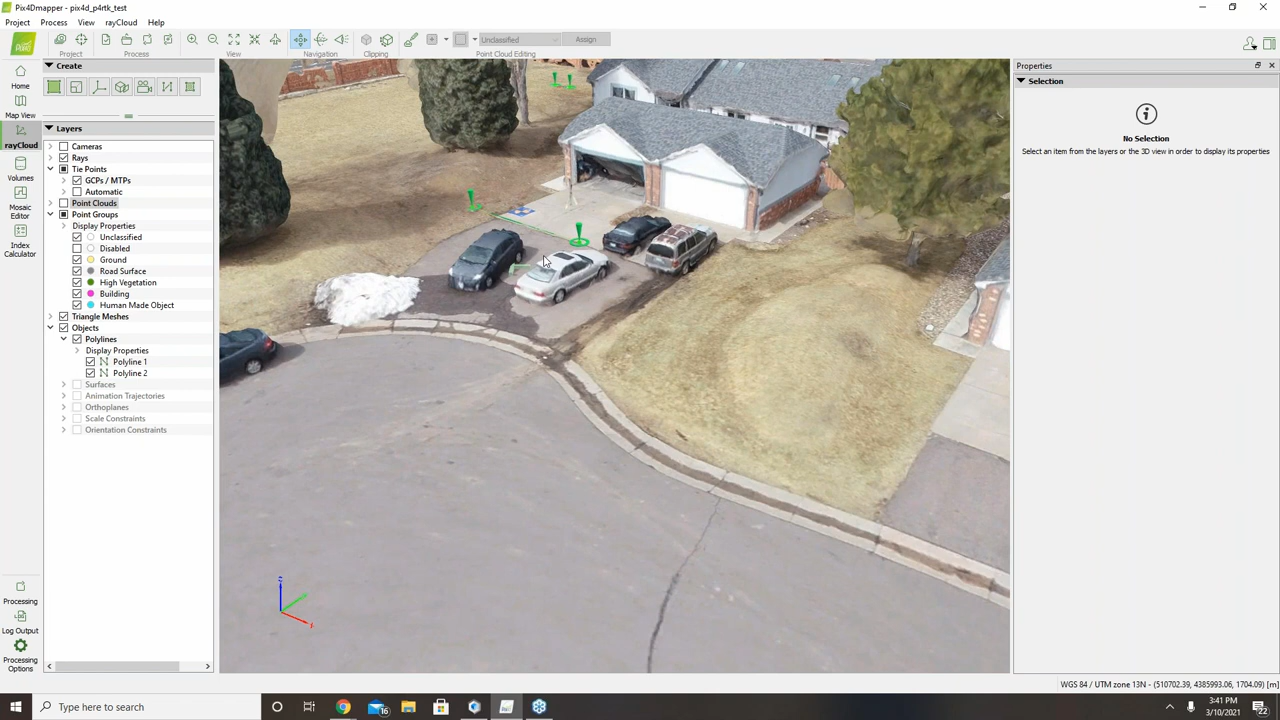 Pix4Dmapper - pix4d_p4rtk_test
Project Process View rayCloud Help
Unclassified Assign
Project Process View Navigation Clipping Point Cloud Editing
Home
Map View
rayCloud
Volumes
Mosaic Editor
Index Calculator
Processing
Log Output
Processing Options
Create
Layers
Cameras
Rays
Tie Points
GCPs / MTPs
Automatic
Point Clouds
Point Groups
Display Properties
Unclassified
Disabled
Ground
Road Surface
High Vegetation
Building
Human Made Object
Triangle Meshes
Objects
Polylines
Display Properties
Polyline 1
Polyline 2
Surfaces
Animation Trajectories
Orthoplanes
Scale Constraints
Orientation Constraints
Properties
Selection
No Selection
Select an item from the layers or the 3D view in order to display its properties
WGS 84 / UTM zone 13N - (510702.39, 4385993.06, 1704.09) [m]
Type here to search
16
3:41 PM
3/10/2021
22